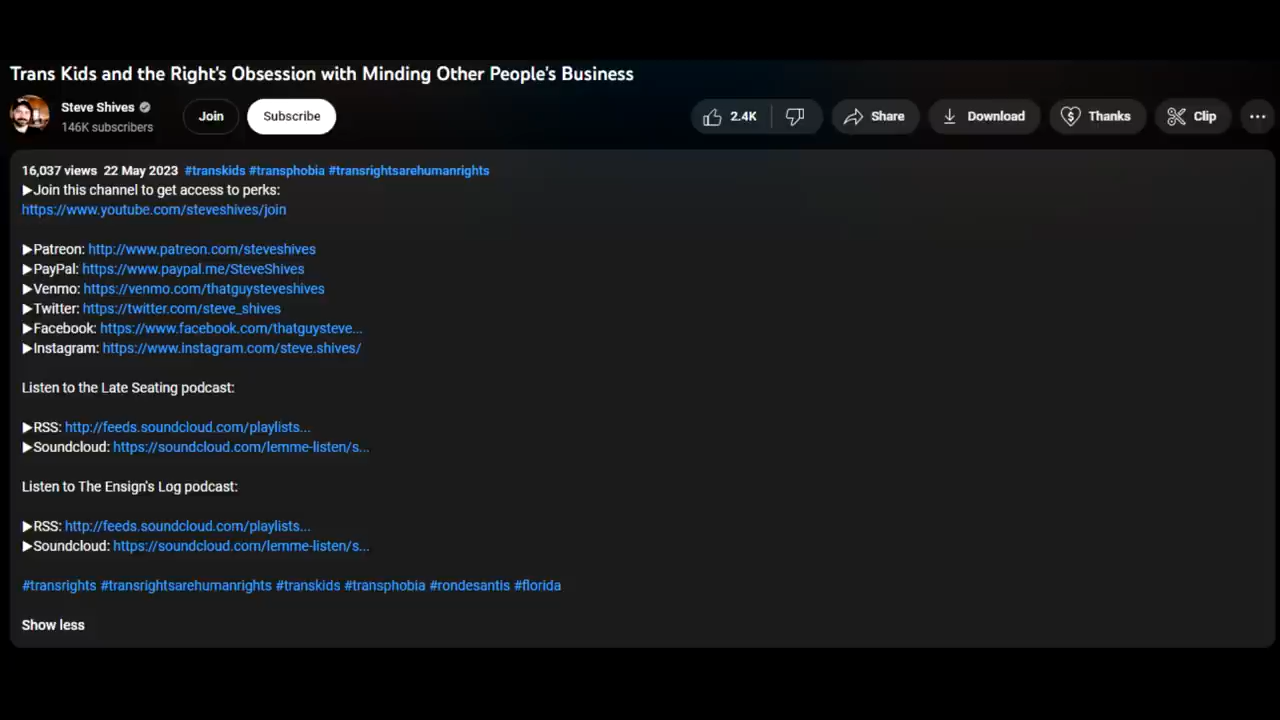 Trans Kids and the Right's Obsession with Minding Other People's Business
Steve Shives
146K subscribers
Join
Subscribe
2.4K
Share
Download
Thanks
Clip
16,037 views 22 May 2023 #transkids #transphobia #transrightsarehumanrights
▶Join this channel to get access to perks:
https://www.youtube.com/steveshives/join
▶Patreon: http://www.patreon.com/steveshives
▶PayPal: https://www.paypal.me/SteveShives
▶Venmo: https://venmo.com/thatguysteveshives
▶Twitter: https://twitter.com/steve_shives
▶Facebook: https://www.facebook.com/thatguysteve...
▶Instagram: https://www.instagram.com/steve.shives/
Listen to the Late Seating podcast:
▶RSS: http://feeds.soundcloud.com/playlists...
▶Soundcloud: https://soundcloud.com/lemme-listen/s...
Listen to The Ensign's Log podcast:
▶RSS: http://feeds.soundcloud.com/playlists...
▶Soundcloud: https://soundcloud.com/lemme-listen/s...
#transrights #transrightsarehumanrights #transkids #transphobia #rondesantis #florida
Show less